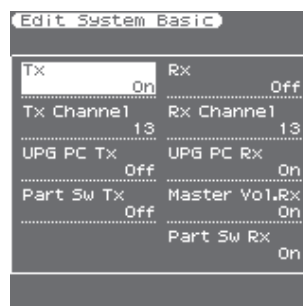 Edit System Basic
Tx Rx
On Off
Tx Channel Rx Channel
13 13
UPG PC Tx UPG PC Rx
Off On
Part Sw Tx Master Vol.Rx
Off On
Part Sw Rx
On